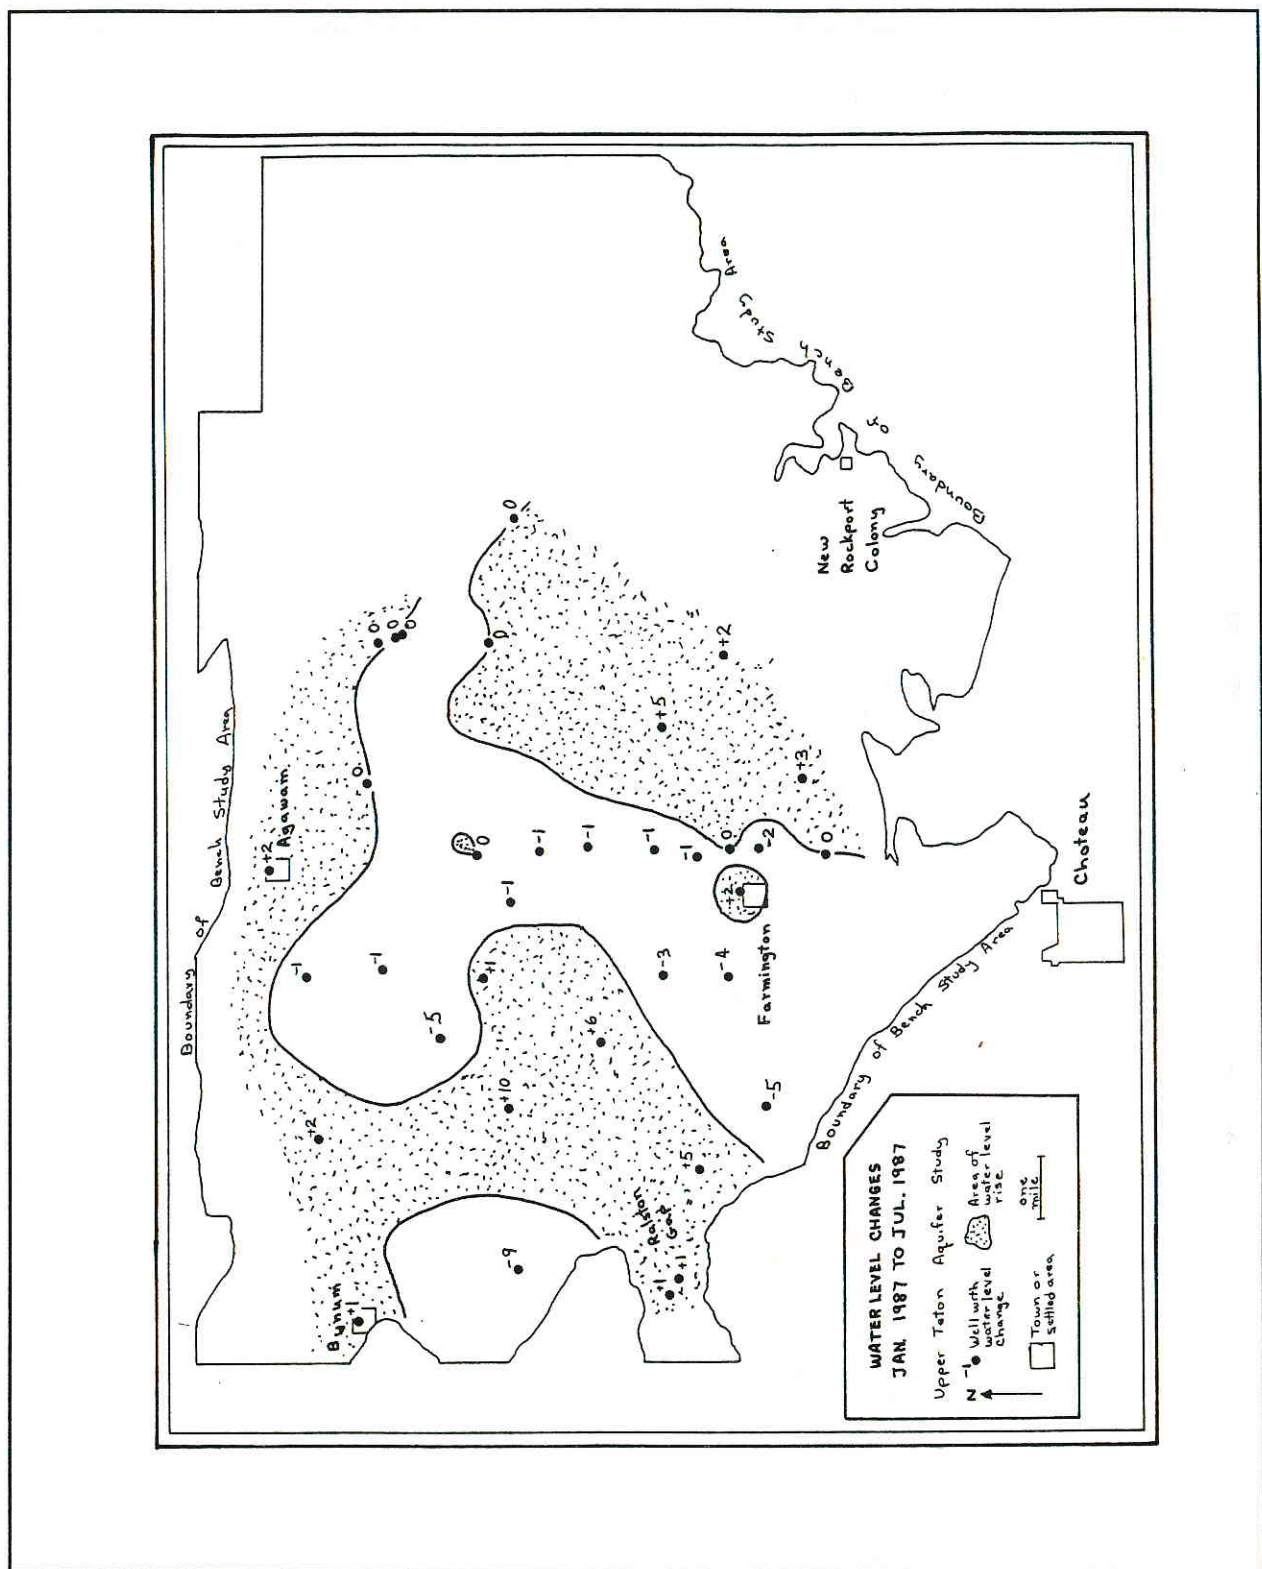 Boundary of Bench Study Area
Bynum
+1
+2
+2
Agawam
-1
-1
-5
0
0
0
0
-9
+10
+6
+1
-1
0
-1
-1
-1
-1
0
0
+5
+2
+3
0
-2
0
+2
Farmington
-3
-4
-5
Ralston
Gap
+5
+1
+1
New
Rockport
Colony
Boundary of Bench Study Area
Boundary of Bench Study Area
Choteau
WATER LEVEL CHANGES
JAN. 1987 TO JUL. 1987
Upper Teton Aquifer Study
N
-1
Well with
water level
change
Area of
water level
rise
Town or
settled area
one
mile